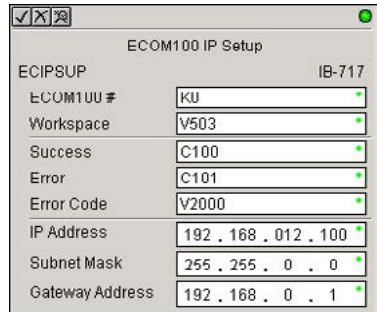 ECOM100 IP Setup
ECIPSUP IB-717
ECOM100 # K0
Workspace V503
Success C100
Error C101
Error Code V2000
IP Address 192 . 168 . 012 . 100
Subnet Mask 255 . 255 . 0 . 0
Gateway Address 192 . 168 . 0 . 1